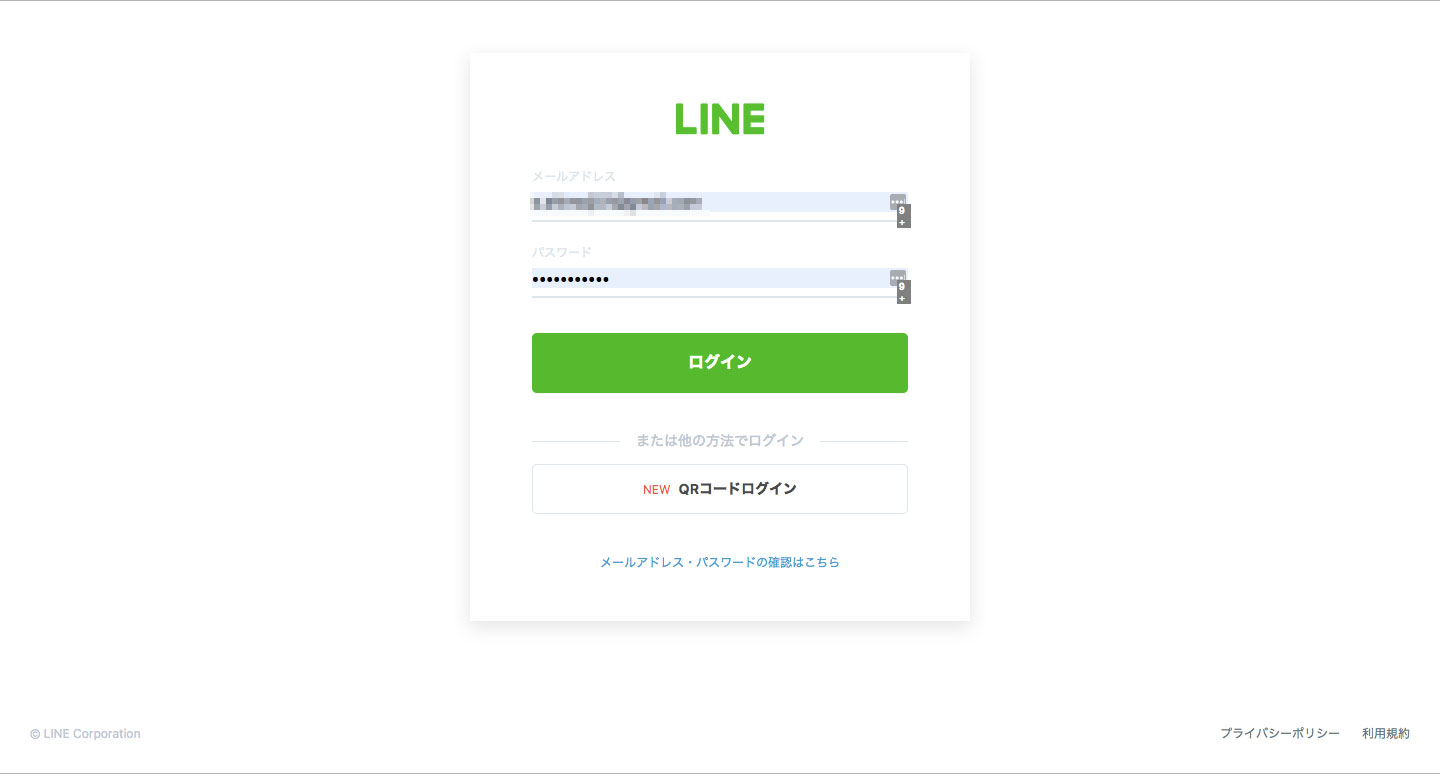 LINE
メールアドレス
9
+
パスワード
•••••••••••
9
+
ログイン
または他の方法でログイン
NEW QRコードログイン
メールアドレス・パスワードの確認はこちら
© LINE Corporation
プライバシーポリシー 利用規約